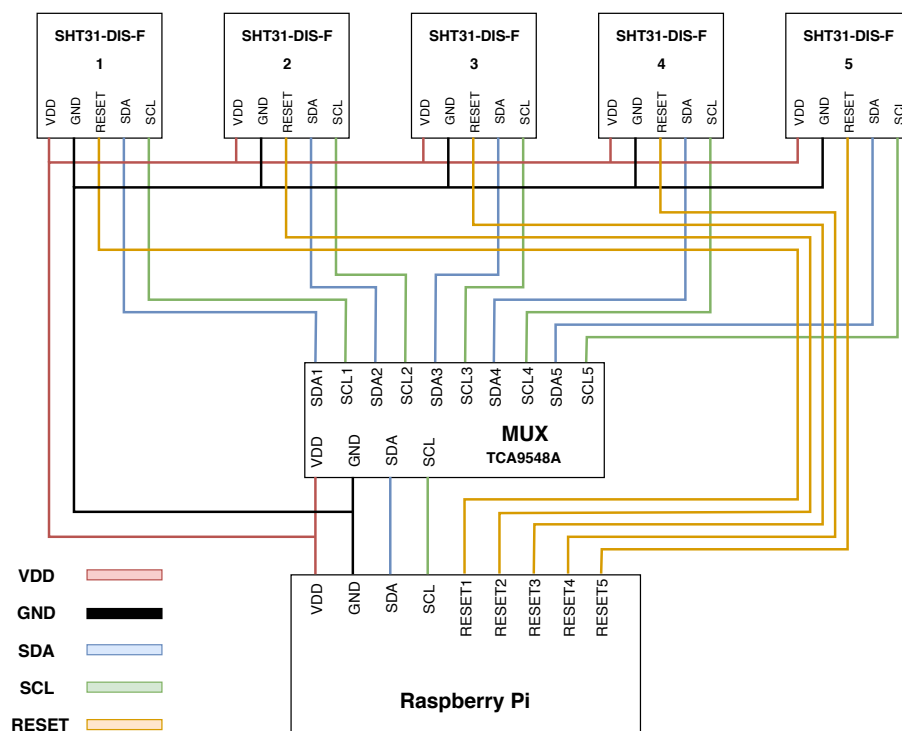 SHT31-DIS-F
1
SHT31-DIS-F
2
SHT31-DIS-F
3
SHT31-DIS-F
4
SHT31-DIS-F
5
VDD
GND
RESET
SDA
SCL
VDD
GND
RESET
SDA
SCL
VDD
GND
RESET
SDA
SCL
VDD
GND
RESET
SDA
SCL
VDD
GND
RESET
SDA
SCL
SDA1
SCL1
SDA2
SCL2
SDA3
SCL3
SDA4
SCL4
SDA5
SCL5
VDD
GND
SDA
SCL
MUX
TCA9548A
VDD
GND
SDA
SCL
RESET1
RESET2
RESET3
RESET4
RESET5
Raspberry Pi
VDD
GND
SDA
SCL
RESET